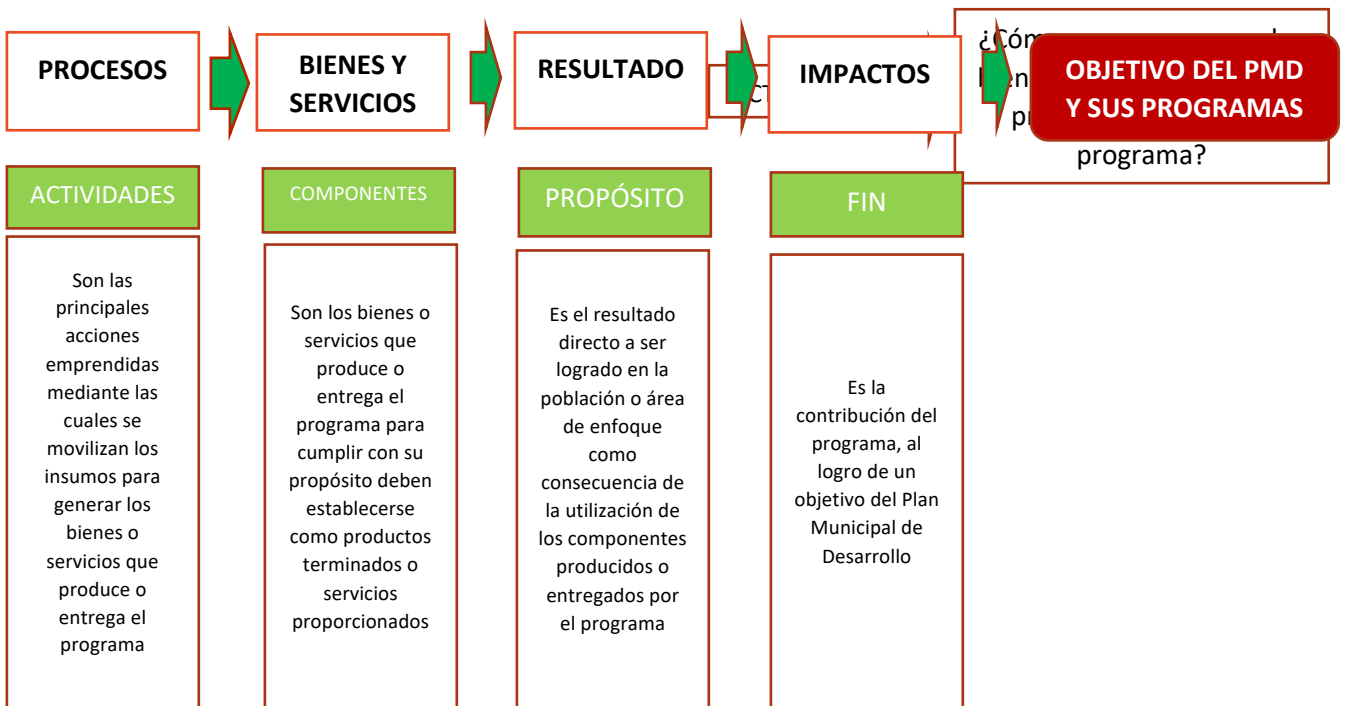 PROCESOS
BIENES Y
SERVICIOS
RESULTADO
IMPACTOS
OBJETIVO DEL PMD
Y SUS PROGRAMAS
programa?
ACTIVIDADES
COMPONENTES
PROPÓSITO
FIN
Son las
principales
acciones
emprendidas
mediante las
cuales se
movilizan los
insumos para
generar los
bienes o
servicios que
produce o
entrega el
programa
Son los bienes o
servicios que
produce o
entrega el
programa para
cumplir con su
propósito deben
establecerse
como productos
terminados o
servicios
proporcionados
Es el resultado
directo a ser
logrado en la
población o área
de enfoque
como
consecuencia de
la utilización de
los componentes
producidos o
entregados por
el programa
Es la
contribución del
programa, al
logro de un
objetivo del Plan
Municipal de
Desarrollo